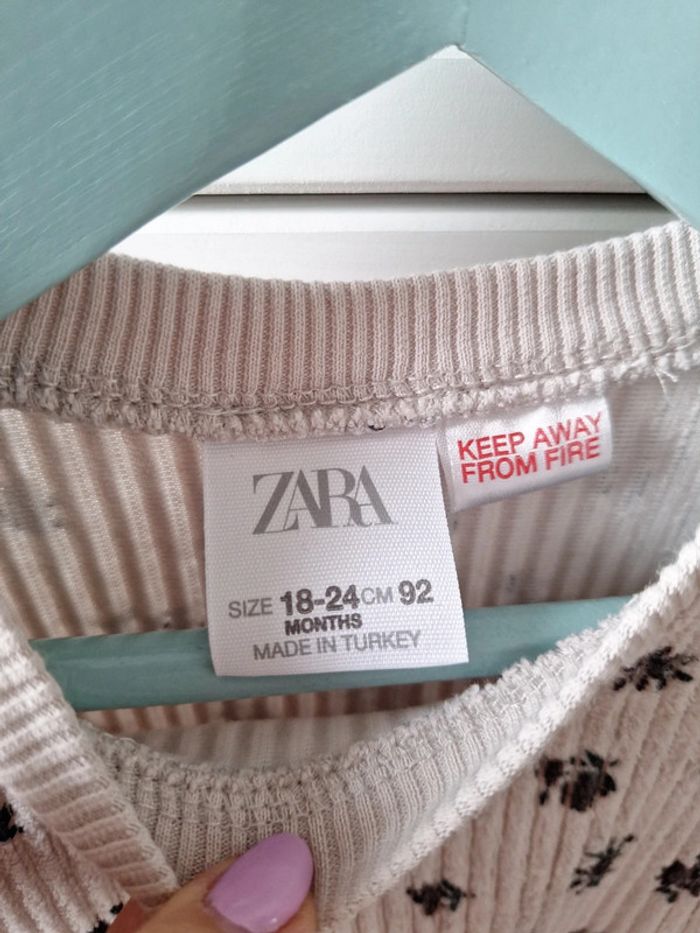 ZARA
SIZE 18-24 CM 92
MONTHS
MADE IN TURKEY
KEEP AWAY
FROM FIRE